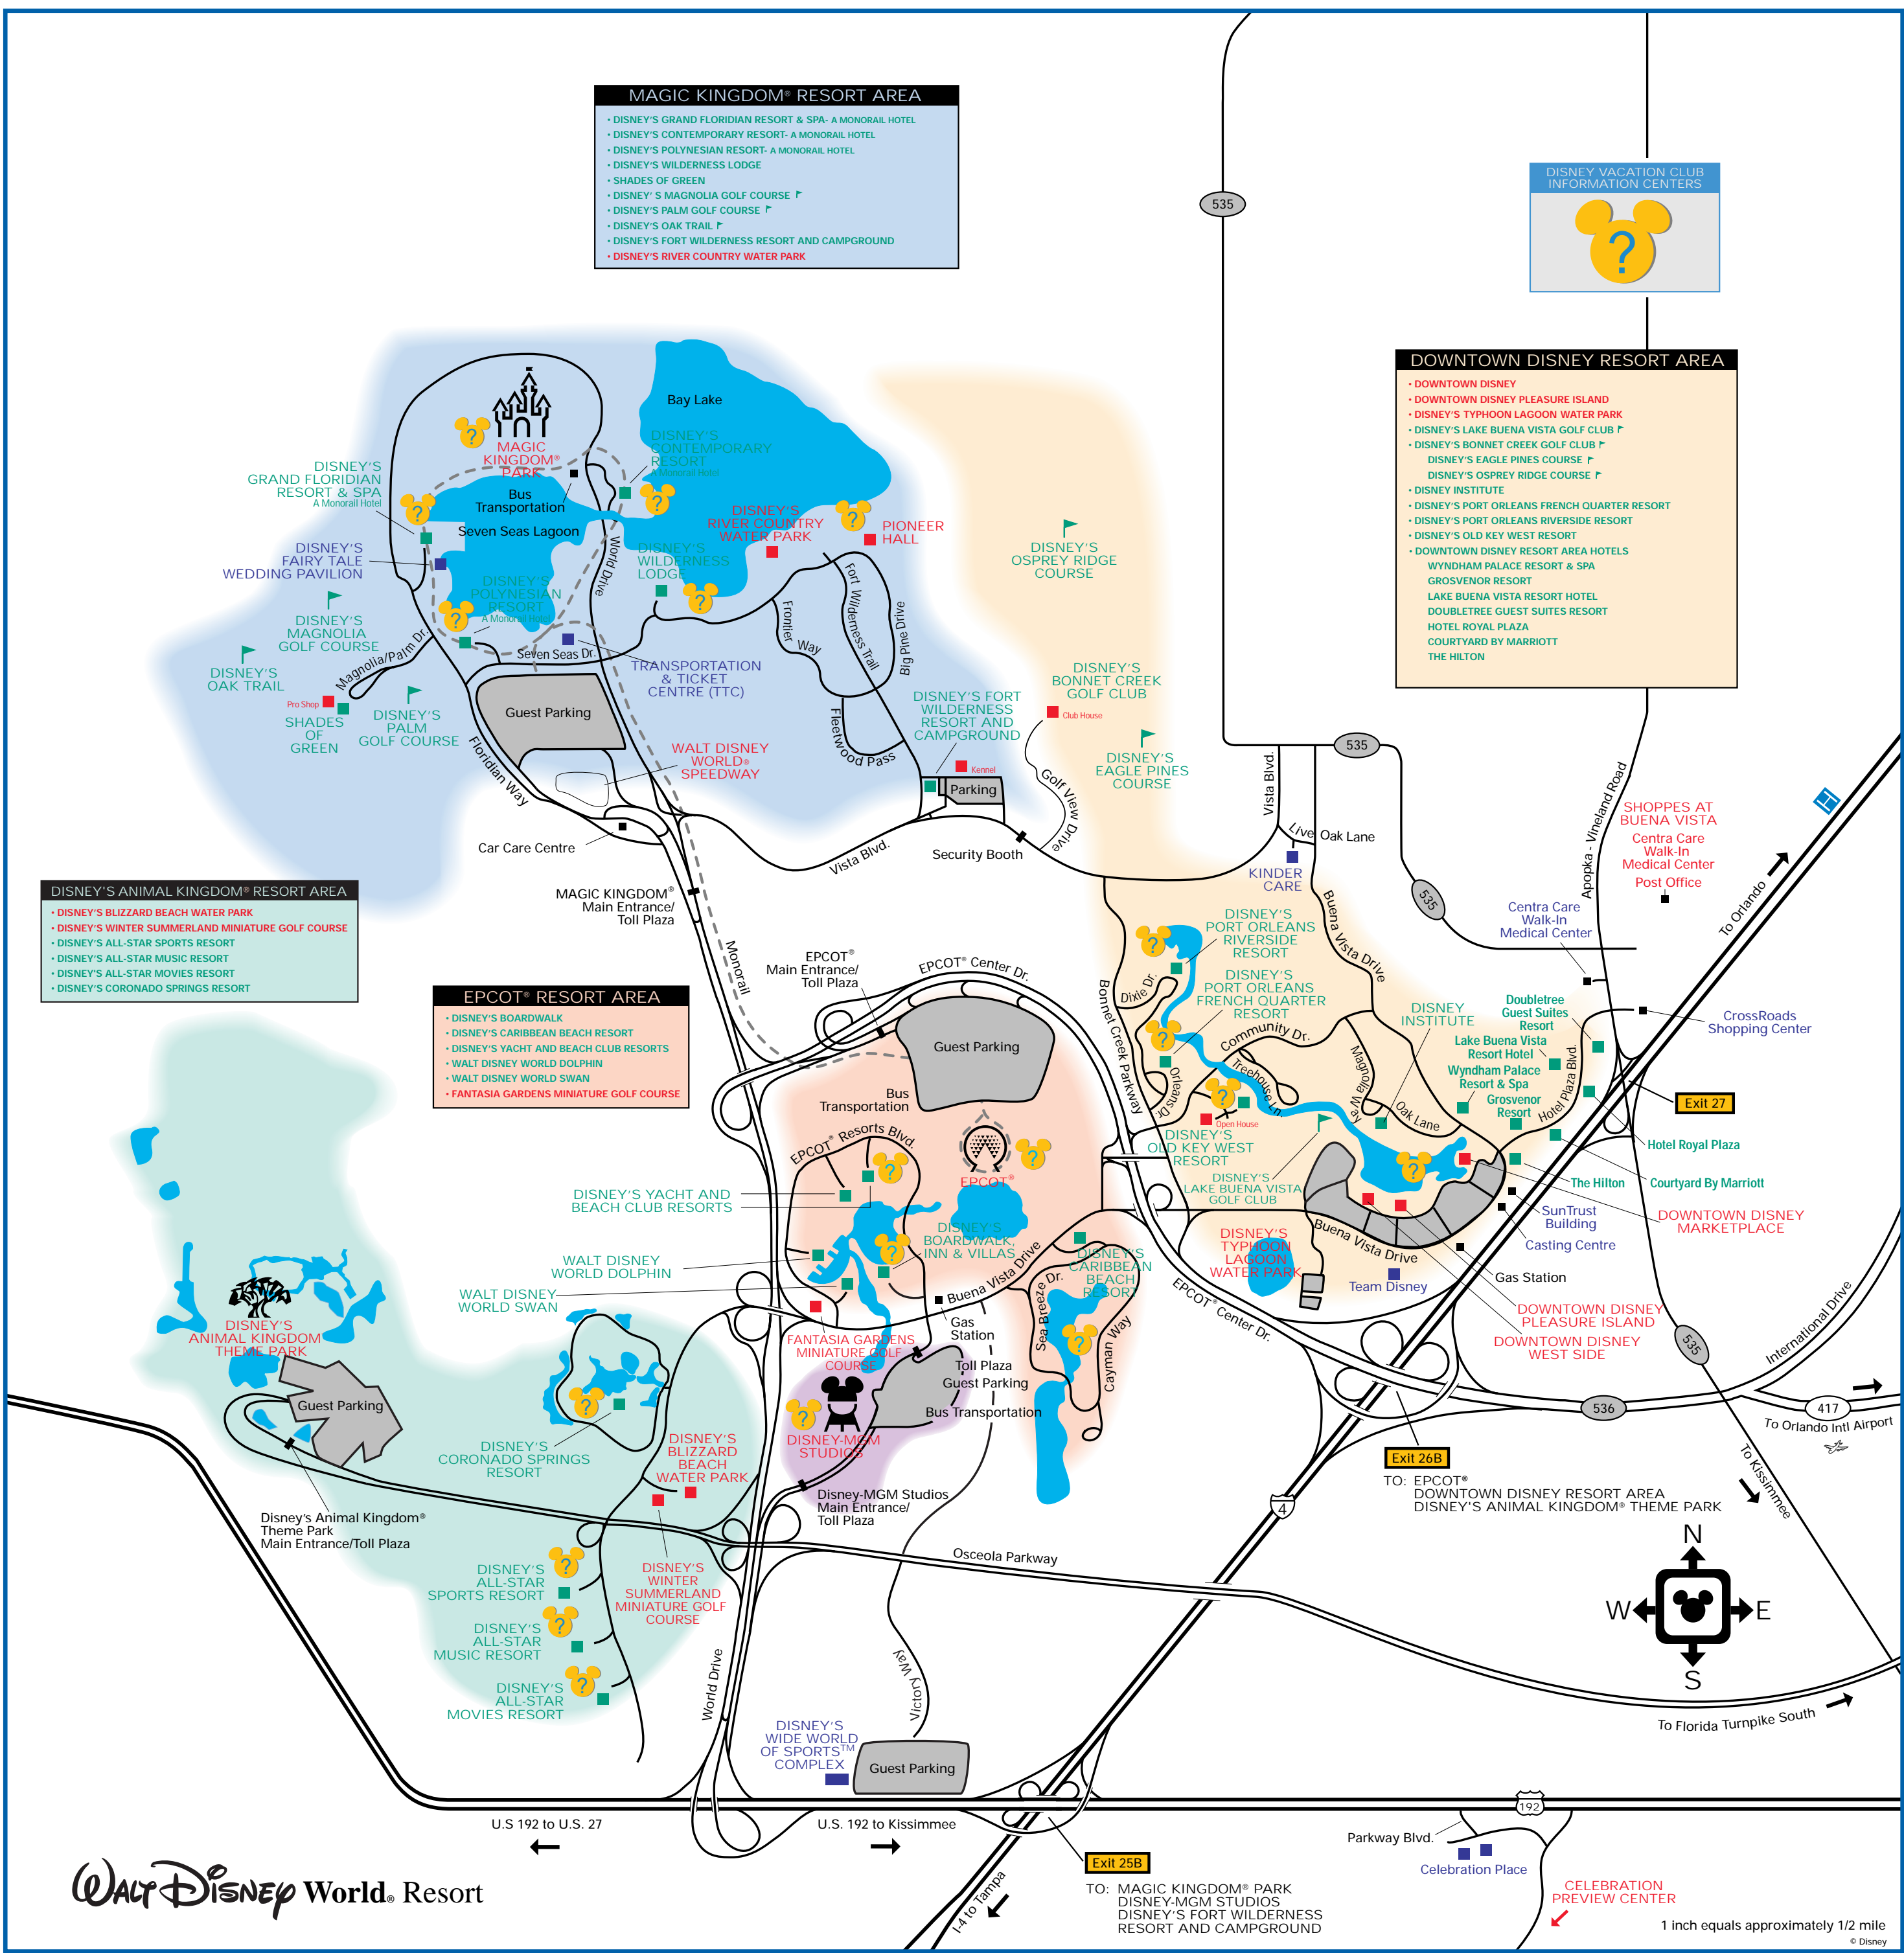 MAGIC KINGDOM® RESORT AREA
• DISNEY'S GRAND FLORIDIAN RESORT & SPA- A MONORAIL HOTEL
• DISNEY'S CONTEMPORARY RESORT- A MONORAIL HOTEL
• DISNEY'S POLYNESIAN RESORT- A MONORAIL HOTEL
• DISNEY'S WILDERNESS LODGE
• SHADES OF GREEN
• DISNEY' S MAGNOLIA GOLF COURSE
• DISNEY'S PALM GOLF COURSE
• DISNEY'S OAK TRAIL
• DISNEY'S FORT WILDERNESS RESORT AND CAMPGROUND
• DISNEY'S RIVER COUNTRY WATER PARK
535
DISNEY VACATION CLUB
INFORMATION CENTERS
?
DOWNTOWN DISNEY RESORT AREA
• DOWNTOWN DISNEY
• DOWNTOWN DISNEY PLEASURE ISLAND
• DISNEY'S TYPHOON LAGOON WATER PARK
• DISNEY'S LAKE BUENA VISTA GOLF CLUB
• DISNEY'S BONNET CREEK GOLF CLUB
DISNEY'S EAGLE PINES COURSE
DISNEY'S OSPREY RIDGE COURSE
• DISNEY INSTITUTE
• DISNEY'S PORT ORLEANS FRENCH QUARTER RESORT
• DISNEY'S PORT ORLEANS RIVERSIDE RESORT
• DISNEY'S OLD KEY WEST RESORT
• DOWNTOWN DISNEY RESORT AREA HOTELS
WYNDHAM PALACE RESORT & SPA
GROSVENOR RESORT
LAKE BUENA VISTA RESORT HOTEL
DOUBLETREE GUEST SUITES RESORT
HOTEL ROYAL PLAZA
COURTYARD BY MARRIOTT
THE HILTON
Bay Lake
?
MAGIC
KINGDOM®
PARK
DISNEY'S
CONTEMPORARY
RESORT
A Monorail Hotel
?
DISNEY'S
GRAND FLORIDIAN
RESORT & SPA
A Monorail Hotel
?
Bus
Transportation
Seven Seas Lagoon
DISNEY'S
RIVER COUNTRY
WATER PARK
?
PIONEER
HALL
DISNEY'S
FAIRY TALE
WEDDING PAVILION
World Drive
DISNEY'S
WILDERNESS
LODGE
?
DISNEY'S
POLYNESIAN
RESORT
A Monorail Hotel
?
DISNEY'S
OSPREY RIDGE
COURSE
DISNEY'S
MAGNOLIA
GOLF COURSE
DISNEY'S
OAK TRAIL
Magnolia/Palm Dr.
Seven Seas Dr.
TRANSPORTATION
& TICKET
CENTRE (TTC)
Frontier
Way
Fort Wilderness Trail
Big Pine Drive
Fleetwood Pass
Pro Shop
SHADES
OF
GREEN
DISNEY'S
PALM
GOLF COURSE
Guest Parking
Floridian Way
WALT DISNEY
WORLD®
SPEEDWAY
DISNEY'S FORT
WILDERNESS
RESORT AND
CAMPGROUND
Kennel
Parking
DISNEY'S
BONNET CREEK
GOLF CLUB
Club House
DISNEY'S
EAGLE PINES
COURSE
Golf View Drive
Car Care Centre
Vista Blvd.
Security Booth
535
Vista Blvd.
Live Oak Lane
KINDER
CARE
535
Apopka - Vineland Road
SHOPPES AT
BUENA VISTA
Centra Care
Walk-In
Medical Center
Post Office
H
To Orlando
DISNEY'S ANIMAL KINGDOM® RESORT AREA
• DISNEY'S BLIZZARD BEACH WATER PARK
• DISNEY'S WINTER SUMMERLAND MINIATURE GOLF COURSE
• DISNEY'S ALL-STAR SPORTS RESORT
• DISNEY'S ALL-STAR MUSIC RESORT
• DISNEY'S ALL-STAR MOVIES RESORT
• DISNEY'S CORONADO SPRINGS RESORT
MAGIC KINGDOM®
Main Entrance/
Toll Plaza
Monorail
EPCOT® RESORT AREA
• DISNEY'S BOARDWALK
• DISNEY'S CARIBBEAN BEACH RESORT
• DISNEY'S YACHT AND BEACH CLUB RESORTS
• WALT DISNEY WORLD DOLPHIN
• WALT DISNEY WORLD SWAN
• FANTASIA GARDENS MINIATURE GOLF COURSE
EPCOT®
Main Entrance/
Toll Plaza
EPCOT® Center Dr.
Guest Parking
Bus
Transportation
EPCOT® Resorts Blvd.
?
EPCOT®
?
DISNEY'S YACHT AND
BEACH CLUB RESORTS
DISNEY'S
BOARDWALK,
INN & VILLAS
?
WALT DISNEY
WORLD DOLPHIN
WALT DISNEY
WORLD SWAN
Buena Vista Drive
Gas
Station
FANTASIA GARDENS
MINIATURE GOLF
COURSE
Toll Plaza
Guest Parking
Bus Transportation
?
DISNEY-MGM
STUDIOS
Disney-MGM Studios
Main Entrance/
Toll Plaza
DISNEY'S
CARIBBEAN
BEACH
RESORT
Sea Breeze Dr.
?
Cayman Way
?
DISNEY'S
PORT ORLEANS
RIVERSIDE
RESORT
Buena Vista Drive
Dixie Dr.
Bonnet Creek Parkway
DISNEY'S
PORT ORLEANS
FRENCH QUARTER
RESORT
?
Community Dr.
Orleans Dr.
Treehouse Ln.
?
Open House
DISNEY'S
OLD KEY WEST
RESORT
Magnolia Way
DISNEY
INSTITUTE
Oak Lane
DISNEY'S
LAKE BUENA VISTA
GOLF CLUB
?
DISNEY'S
TYPHOON
LAGOON
WATER PARK
Buena Vista Drive
Team Disney
EPCOT® Center Dr.
Centra Care
Walk-In
Medical Center
CrossRoads
Shopping Center
Doubletree
Guest Suites
Resort
Lake Buena Vista
Resort Hotel
Wyndham Palace
Resort & Spa
Grosvenor
Resort
Hotel Plaza Blvd.
Exit 27
Hotel Royal Plaza
The Hilton
Courtyard By Marriott
SunTrust
Building
DOWNTOWN DISNEY
MARKETPLACE
Casting Centre
Gas Station
DOWNTOWN DISNEY
PLEASURE ISLAND
DOWNTOWN DISNEY
WEST SIDE
535
International Drive
536
417
To Orlando Intl Airport
To Kissimmee
Exit 26B
TO: EPCOT®
DOWNTOWN DISNEY RESORT AREA
DISNEY'S ANIMAL KINGDOM® THEME PARK
4
DISNEY'S
ANIMAL KINGDOM
THEME PARK
Guest Parking
Disney's Animal Kingdom®
Theme Park
Main Entrance/Toll Plaza
?
DISNEY'S
CORONADO SPRINGS
RESORT
DISNEY'S
BLIZZARD
BEACH
WATER PARK
DISNEY'S
WINTER
SUMMERLAND
MINIATURE GOLF
COURSE
?
DISNEY'S
ALL-STAR
SPORTS RESORT
?
DISNEY'S
ALL-STAR
MUSIC RESORT
?
DISNEY'S
ALL-STAR
MOVIES RESORT
Osceola Parkway
World Drive
Victory Way
DISNEY'S
WIDE WORLD
OF SPORTS™
COMPLEX
Guest Parking
N
W
E
S
To Florida Turnpike South
U.S 192 to U.S. 27
U.S. 192 to Kissimmee
192
Parkway Blvd.
Celebration Place
CELEBRATION
PREVIEW CENTER
Exit 25B
TO: MAGIC KINGDOM® PARK
DISNEY-MGM STUDIOS
DISNEY'S FORT WILDERNESS
RESORT AND CAMPGROUND
I-4 to Tampa
WALT DISNEY World® Resort
1 inch equals approximately 1/2 mile
© Disney